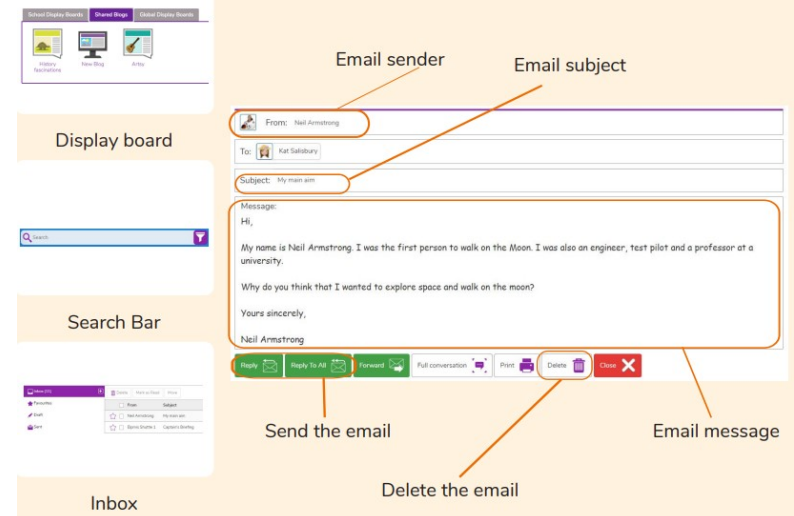 School Display Boards Shared Blogs Global Display Boards
History
fascinations
New Blog
Artsy
Display board
Search
Search Bar
Inbox
Favourites
Draft
Sent
Delete Mark as Read
From Subject
Neil Armstrong My main aim
Captain's Briefing
Inbox
Email sender
Email subject
From: Neil Armstrong
To: Kat Salisbury
Subject: My main aim
Message:
Hi,
My name is Neil Armstrong. I was the first person to walk on the Moon. I was also an engineer, test pilot and a professor at a
university.
Why do you think that I wanted to explore space and walk on the moon?
Yours sincerely,
Neil Armstrong
Reply Reply To All Forward Full conversation Print Delete Close
Send the email
Email message
Delete the email